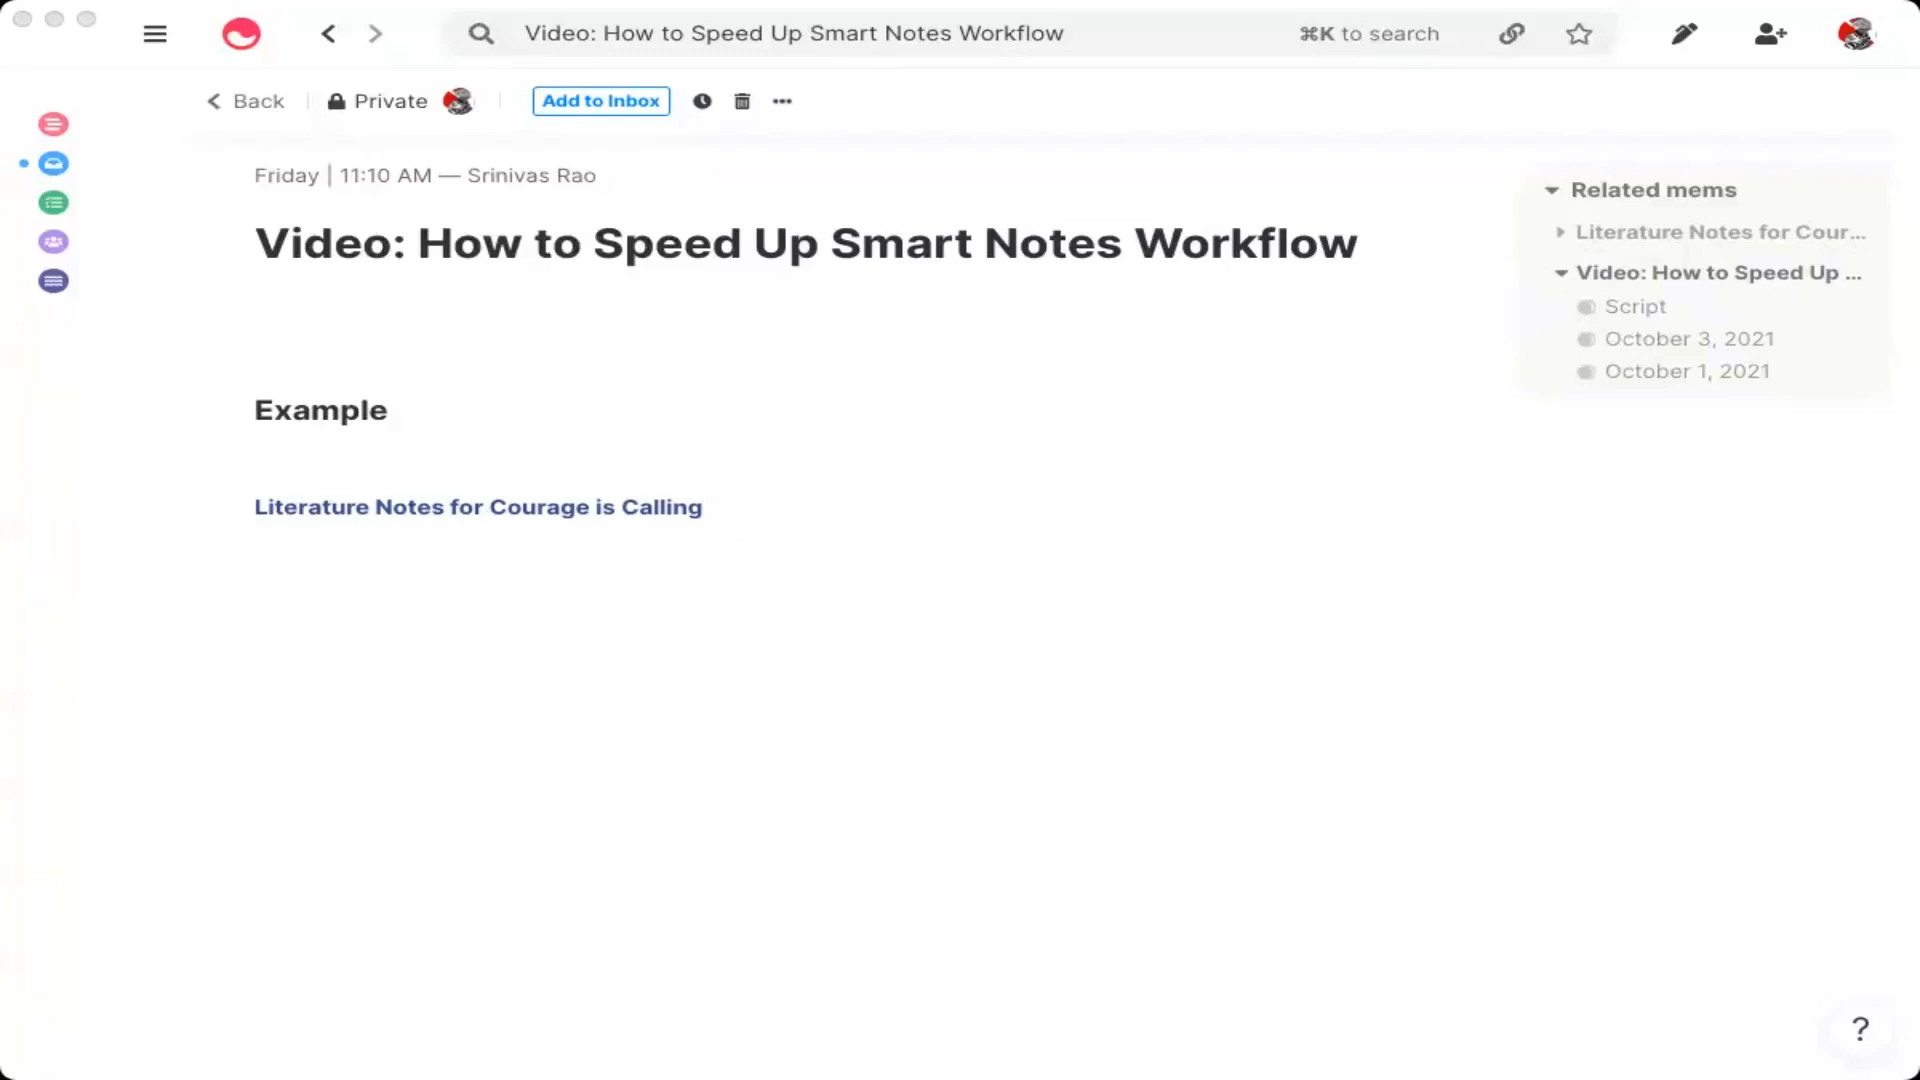 Video: How to Speed Up Smart Notes Workflow
⌘K to search
Back
Private
Add to Inbox
Friday | 11:10 AM — Srinivas Rao
Video: How to Speed Up Smart Notes Workflow
Example
Literature Notes for Courage is Calling
Related mems
Literature Notes for Cour...
Video: How to Speed Up ...
Script
October 3, 2021
October 1, 2021
?